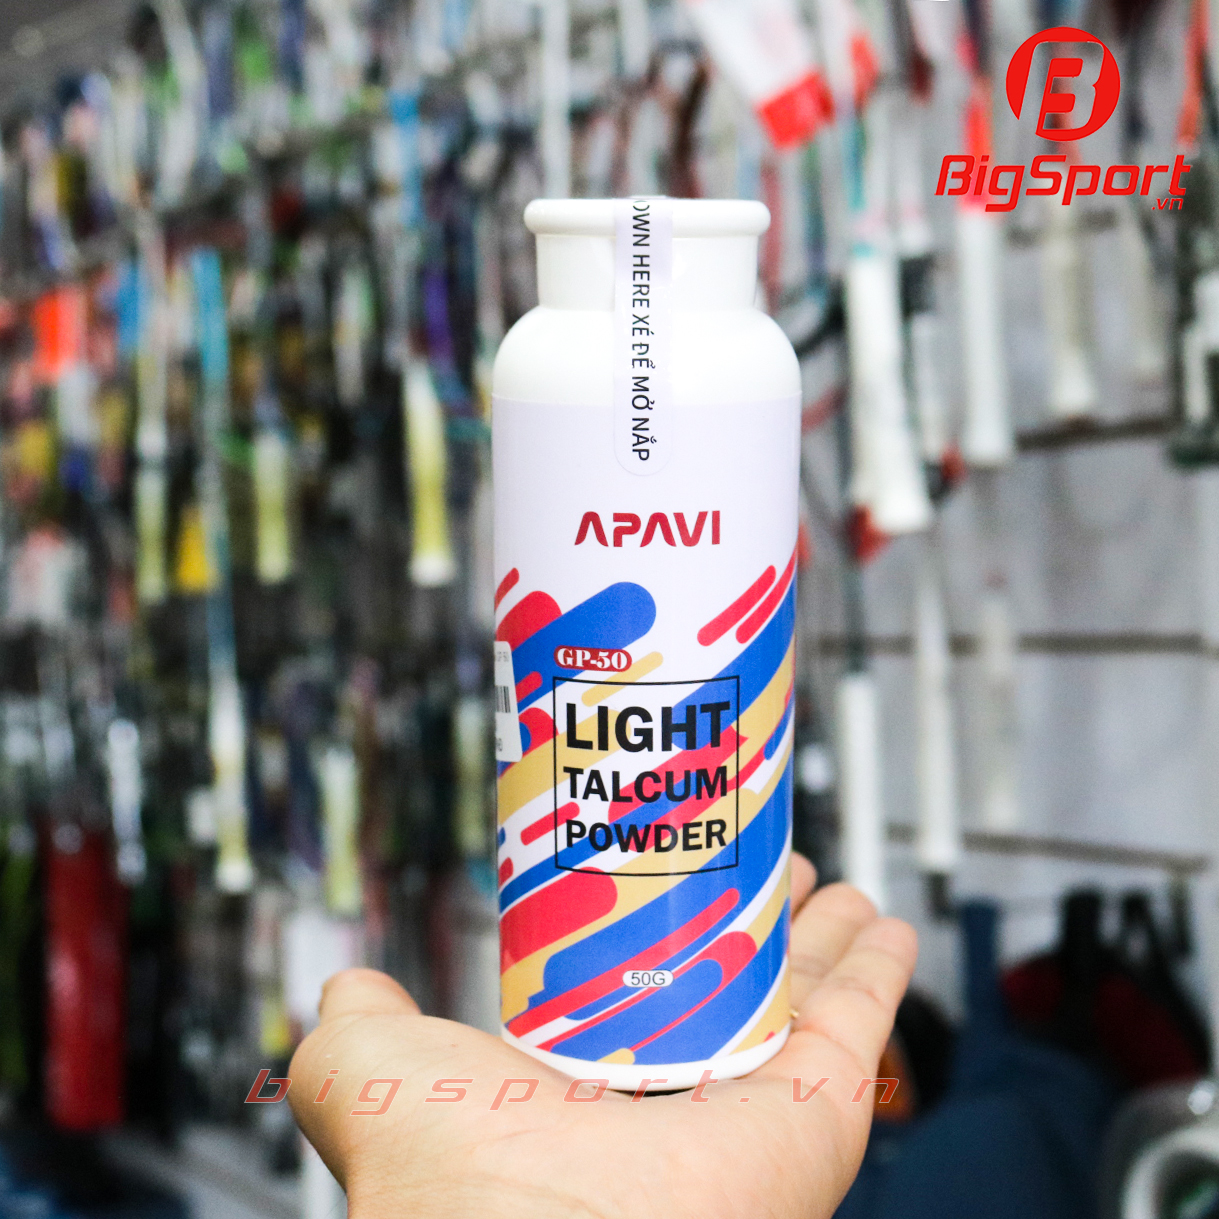 BigSport
.vn
OWN HERE XÉ ĐỂ MỞ NẮP
APAVI
GP-50
LIGHT
TALCUM
POWDER
50G
bigsport.vn